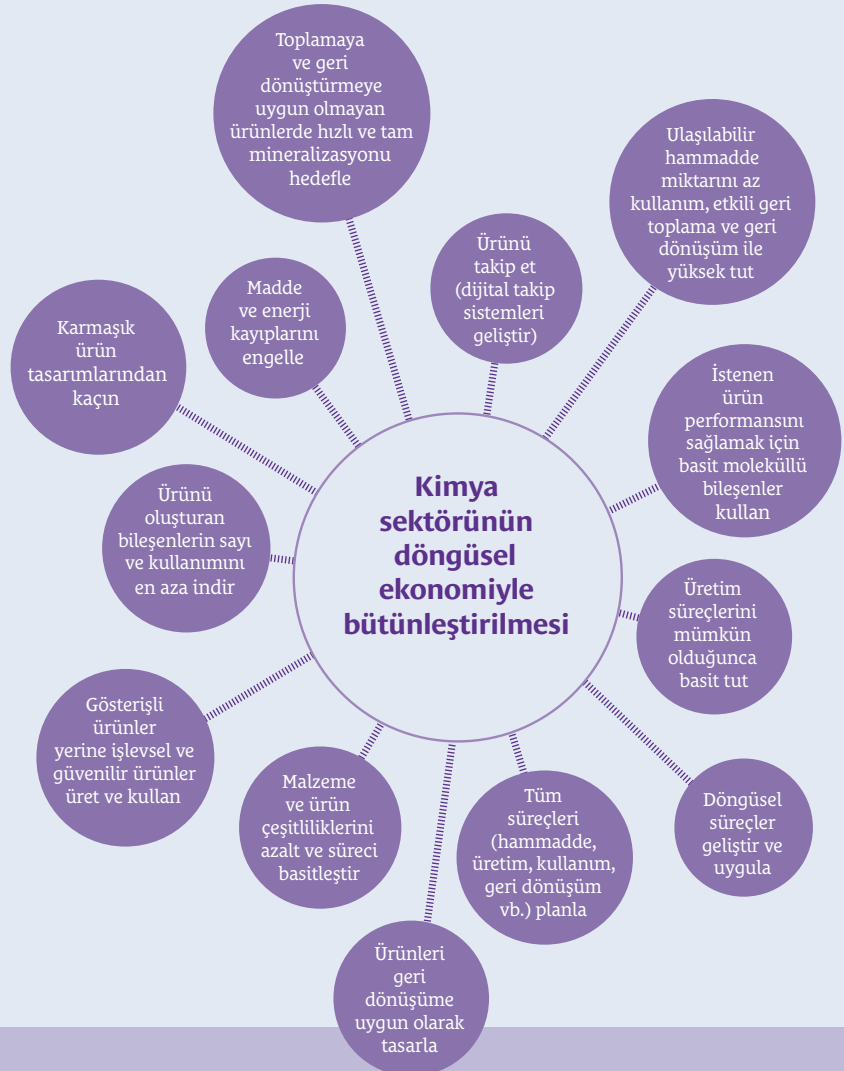 Toplamaya
ve geri
dönüştürmeye
uygun olmayan
ürünlerde hızlı ve tam
mineralizasyonu
hedefle
Ulaşılabilir
hammadde
miktarını az
kullanım, etkili geri
toplama ve geri
dönüşüm ile
yüksek tut
Ürünü
takip et
(dijital takip
sistemleri
geliştir)
Madde
ve enerji
kayıplarını
engelle
Karmaşık
ürün
tasarımlarından
kaçın
İstenen
ürün
performansını
sağlamak için
basit moleküllü
bileşenler
kullan
Kimya
sektörünün
döngüsel
ekonomiyle
bütünleştirilmesi
Ürünü
oluşturan
bileşenlerin sayı
ve kullanımını
en aza indir
Üretim
süreçlerini
mümkün
olduğunca
basit tut
Gösterişli
ürünler
yerine işlevsel ve
güvenilir ürünler
üret ve kullan
Malzeme
ve ürün
çeşitliliklerini
azalt ve süreci
basitleştir
Tüm
süreçleri
(hammadde,
üretim, kullanım,
geri dönüşüm
vb.) planla
Döngüsel
süreçler
geliştir ve
uygula
Ürünleri
geri
dönüşüme
uygun olarak
tasarla